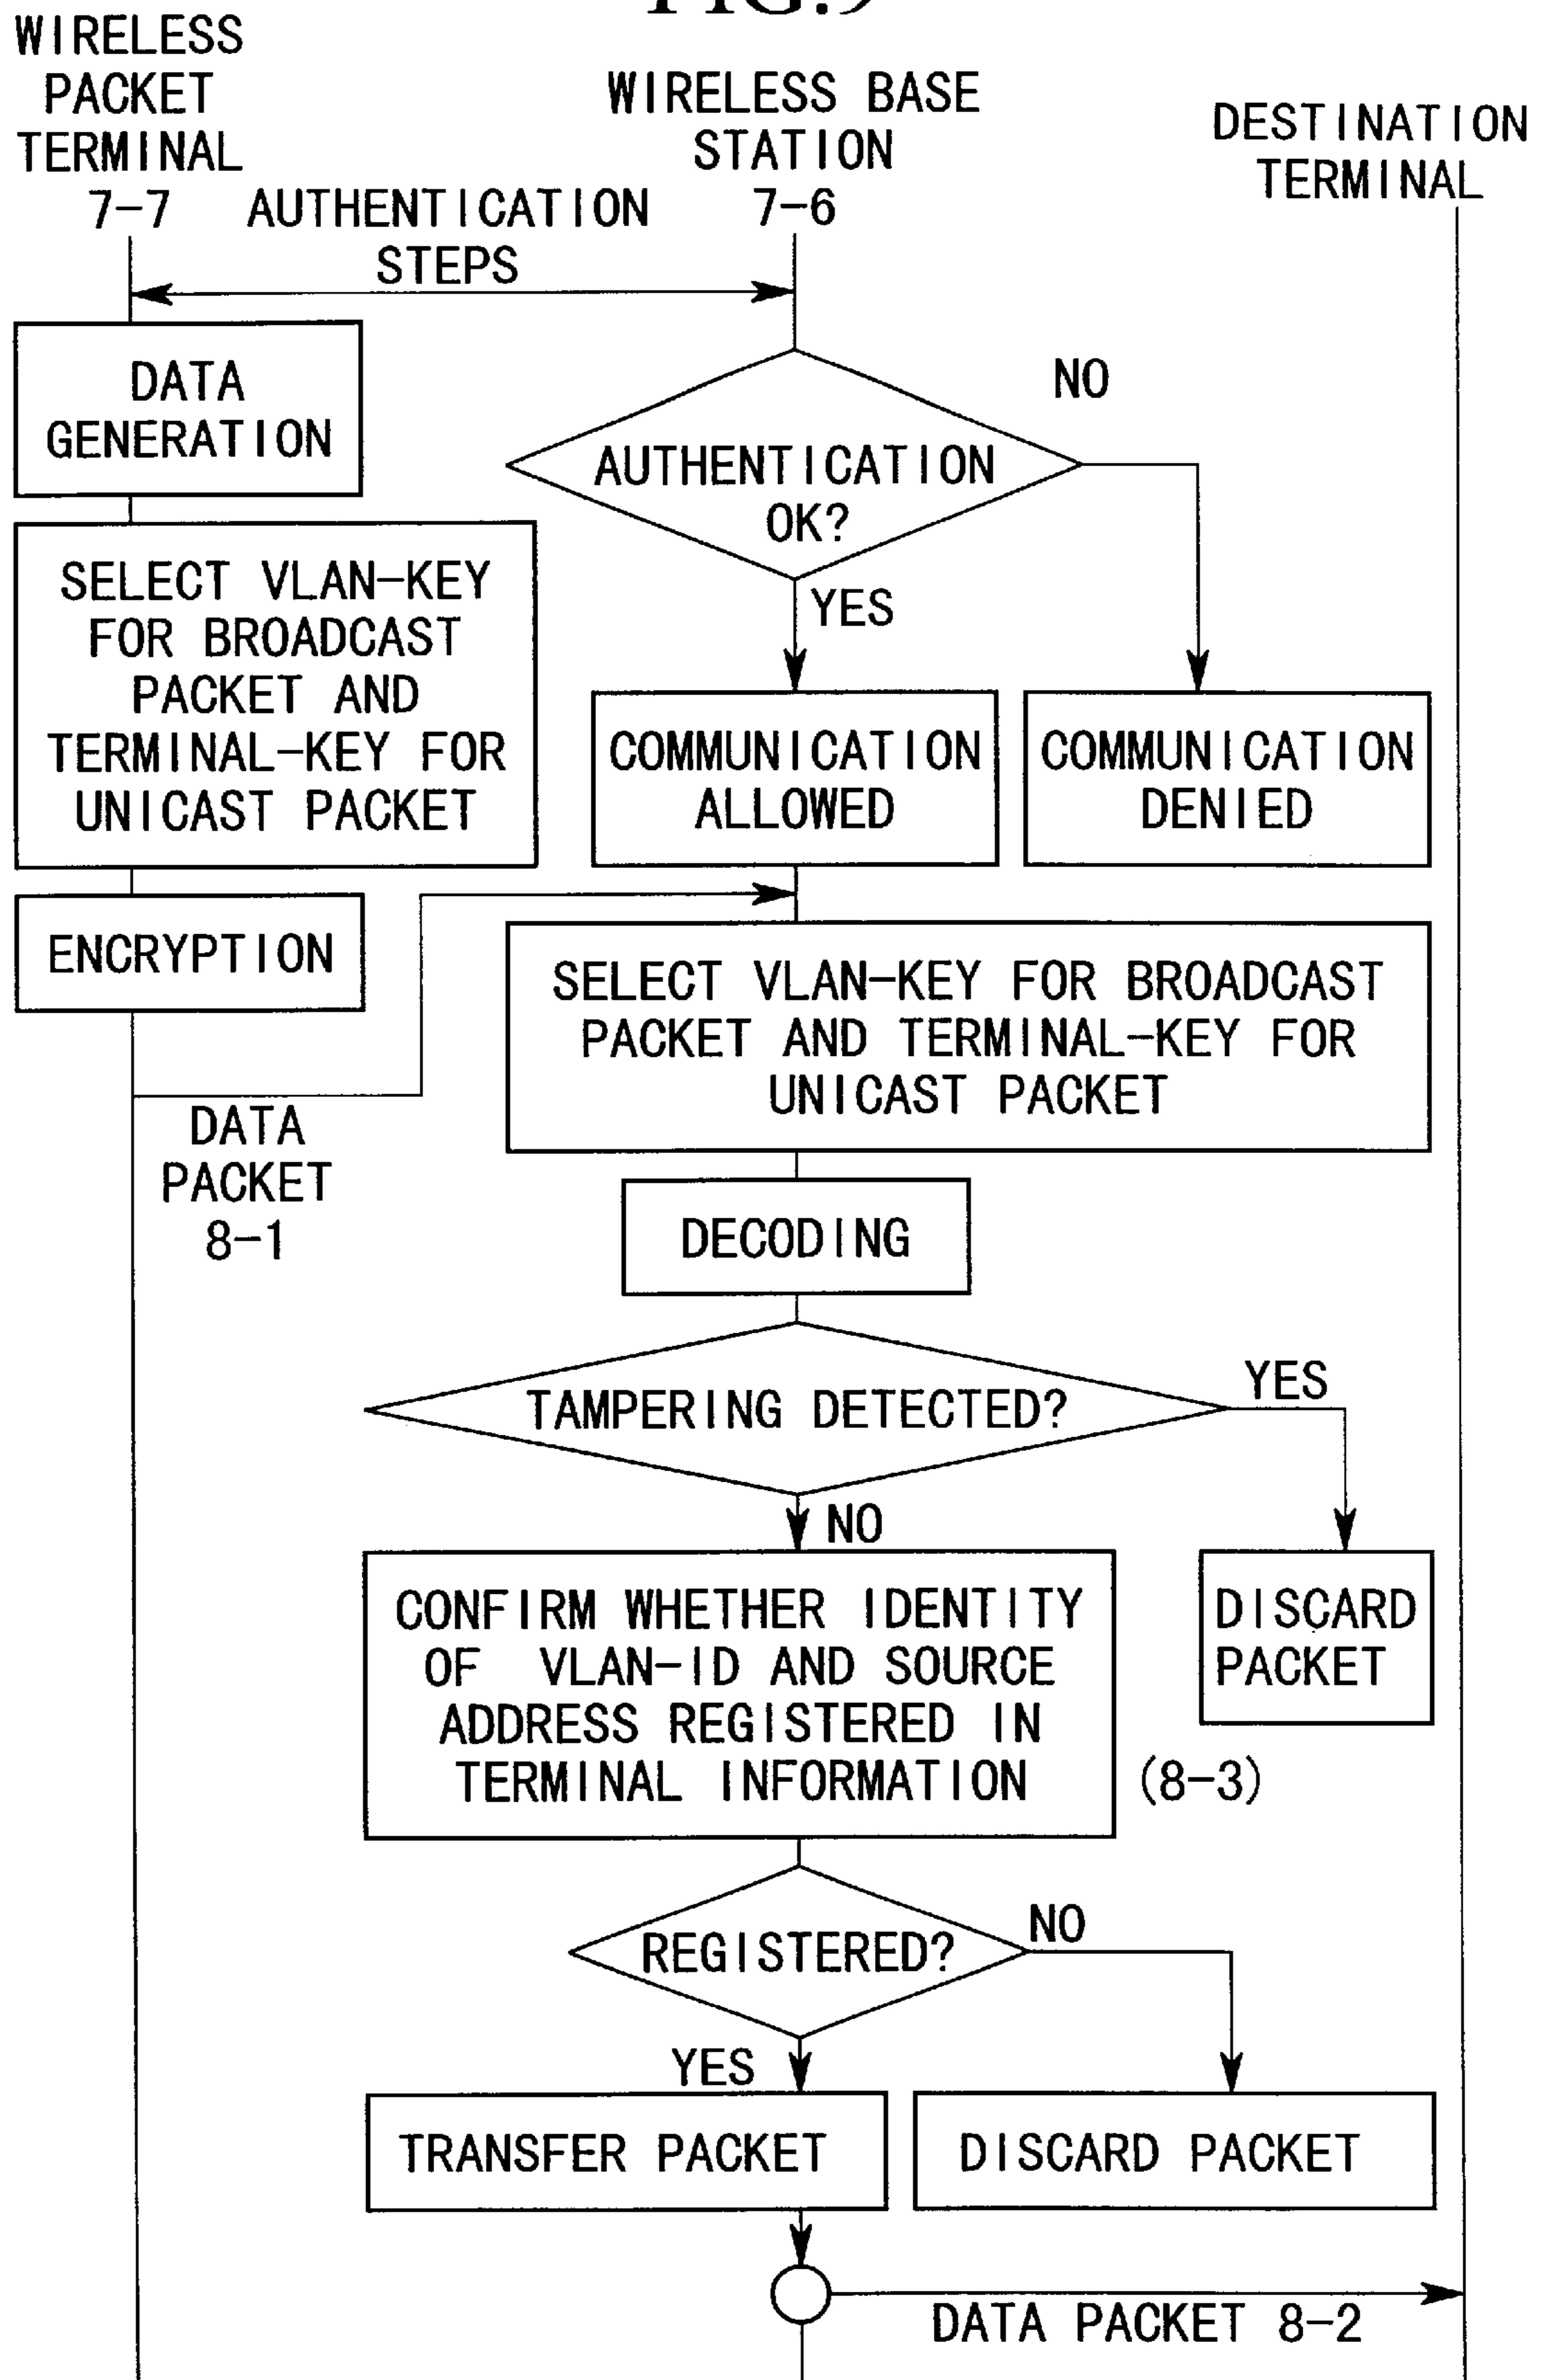 FIG.9
WIRELESS
PACKET
TERMINAL
7-7
WIRELESS BASE
STATION
7-6
DESTINATION
TERMINAL
AUTHENTICATION
STEPS
DATA
GENERATION
AUTHENTICATION
OK?
NO
YES
SELECT VLAN-KEY
FOR BROADCAST
PACKET AND
TERMINAL-KEY FOR
UNICAST PACKET
COMMUNICATION
ALLOWED
COMMUNICATION
DENIED
ENCRYPTION
SELECT VLAN-KEY FOR BROADCAST
PACKET AND TERMINAL-KEY FOR
UNICAST PACKET
DATA
PACKET
8-1
DECODING
TAMPERING DETECTED?
YES
NO
CONFIRM WHETHER IDENTITY
OF VLAN-ID AND SOURCE
ADDRESS REGISTERED IN
TERMINAL INFORMATION
(8-3)
DISCARD
PACKET
REGISTERED?
NO
YES
TRANSFER PACKET
DISCARD PACKET
DATA PACKET 8-2